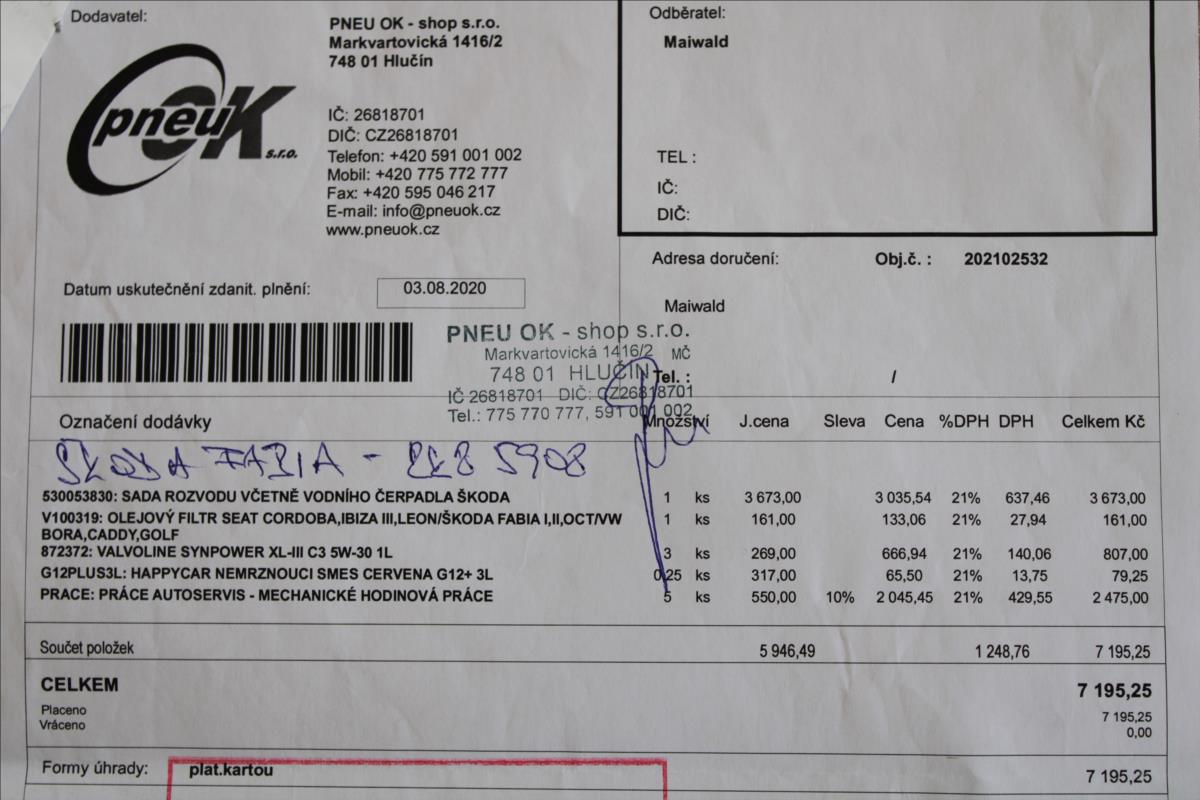 Dodavatel:
PNEU OK - shop s.r.o.
Markvartovická 1416/2
748 01 Hlučín
pneuOK s.r.o.
IČ: 26818701
DIČ: CZ26818701
Telefon: +420 591 001 002
Mobil: +420 775 772 777
Fax: +420 595 046 217
E-mail: info@pneuok.cz
www.pneuok.cz
Odběratel:
Maiwald
TEL :
IČ:
DIČ:
Adresa doručení: Obj.č. : 202102532
Maiwald
Tel. : /
Datum uskutečnění zdanit. plnění: 03.08.2020
PNEU OK - shop s.r.o.
Markvartovická 1416/2 MČ
748 01 HLUČÍN
IČ 26818701 DIČ: CZ26818701
Tel.: 775 770 777, 591 001 002
Označení dodávky Množství J.cena Sleva Cena %DPH DPH Celkem Kč
ŠKODA FABIA - 
530053830: SADA ROZVODU VČETNĚ VODNÍHO ČERPADLA ŠKODA 1 ks 3 673,00 3 035,54 21% 637,46 3 673,00
V100319: OLEJOVÝ FILTR SEAT CORDOBA,IBIZA III,LEON/ŠKODA FABIA I,II,OCT/VW 1 ks 161,00 133,06 21% 27,94 161,00
BORA,CADDY,GOLF
872372: VALVOLINE SYNPOWER XL-III C3 5W-30 1L 3 ks 269,00 666,94 21% 140,06 807,00
G12PLUS3L: HAPPYCAR NEMRZNOUCI SMES CERVENA G12+ 3L 0,25 ks 317,00 65,50 21% 13,75 79,25
PRACE: PRÁCE AUTOSERVIS - MECHANICKÉ HODINOVÁ PRÁCE 5 ks 550,00 10% 2 045,45 21% 429,55 2 475,00
Součet položek 5 946,49 1 248,76 7 195,25
CELKEM 7 195,25
Placeno 7 195,25
Vráceno 0,00
Formy úhrady: plat.kartou 7 195,25